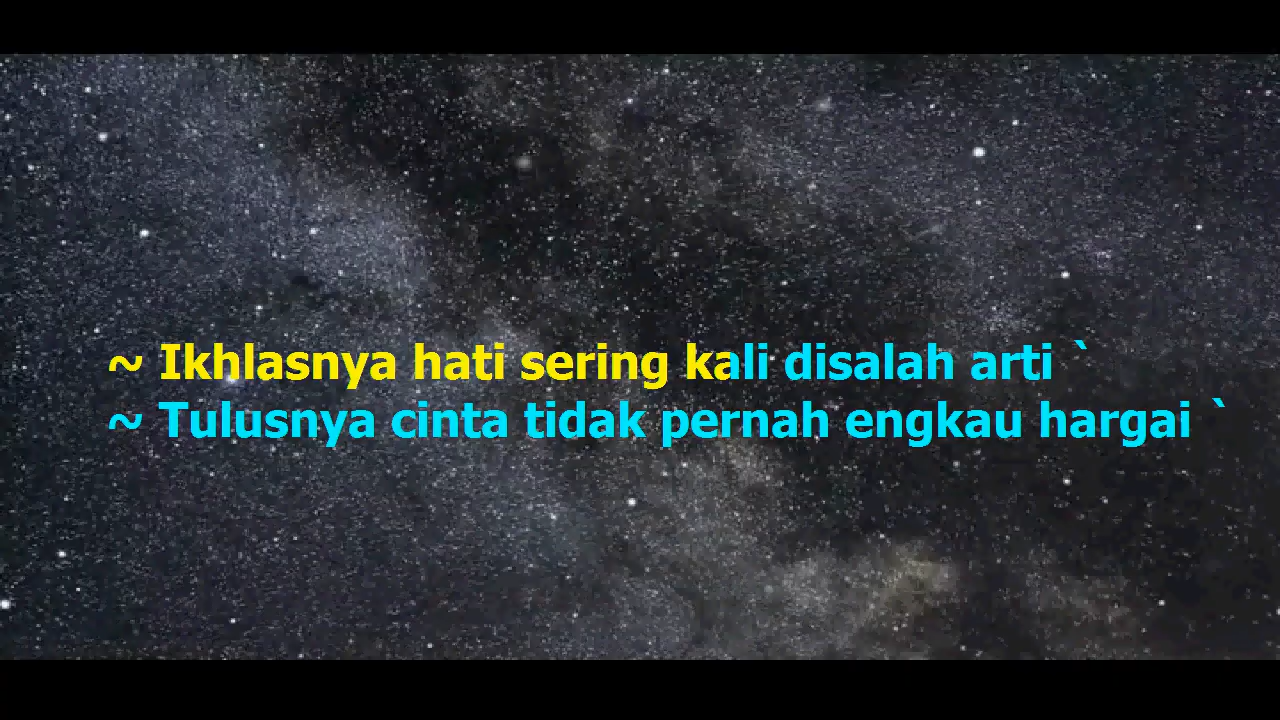 ~ Ikhlasnya hati sering kali disalah arti `
~ Tulusnya cinta tidak pernah engkau hargai `